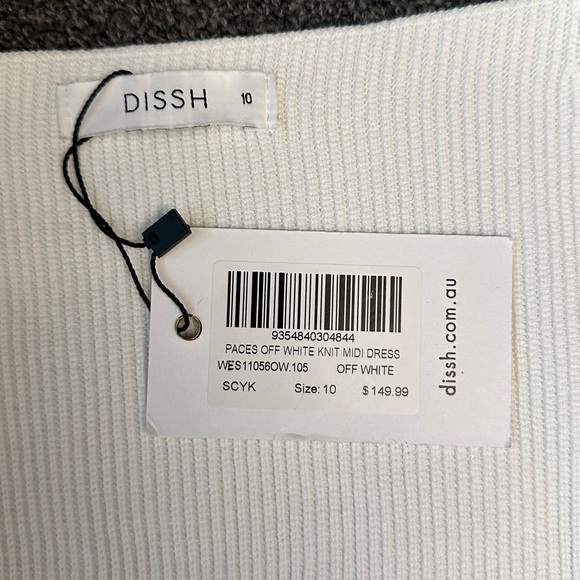 DISSH 10
9354840304844
PACES OFF WHITE KNIT MIDI DRESS
WES11056OW.105 OFF WHITE
SCYK Size: 10 $149.99
dissh.com.au